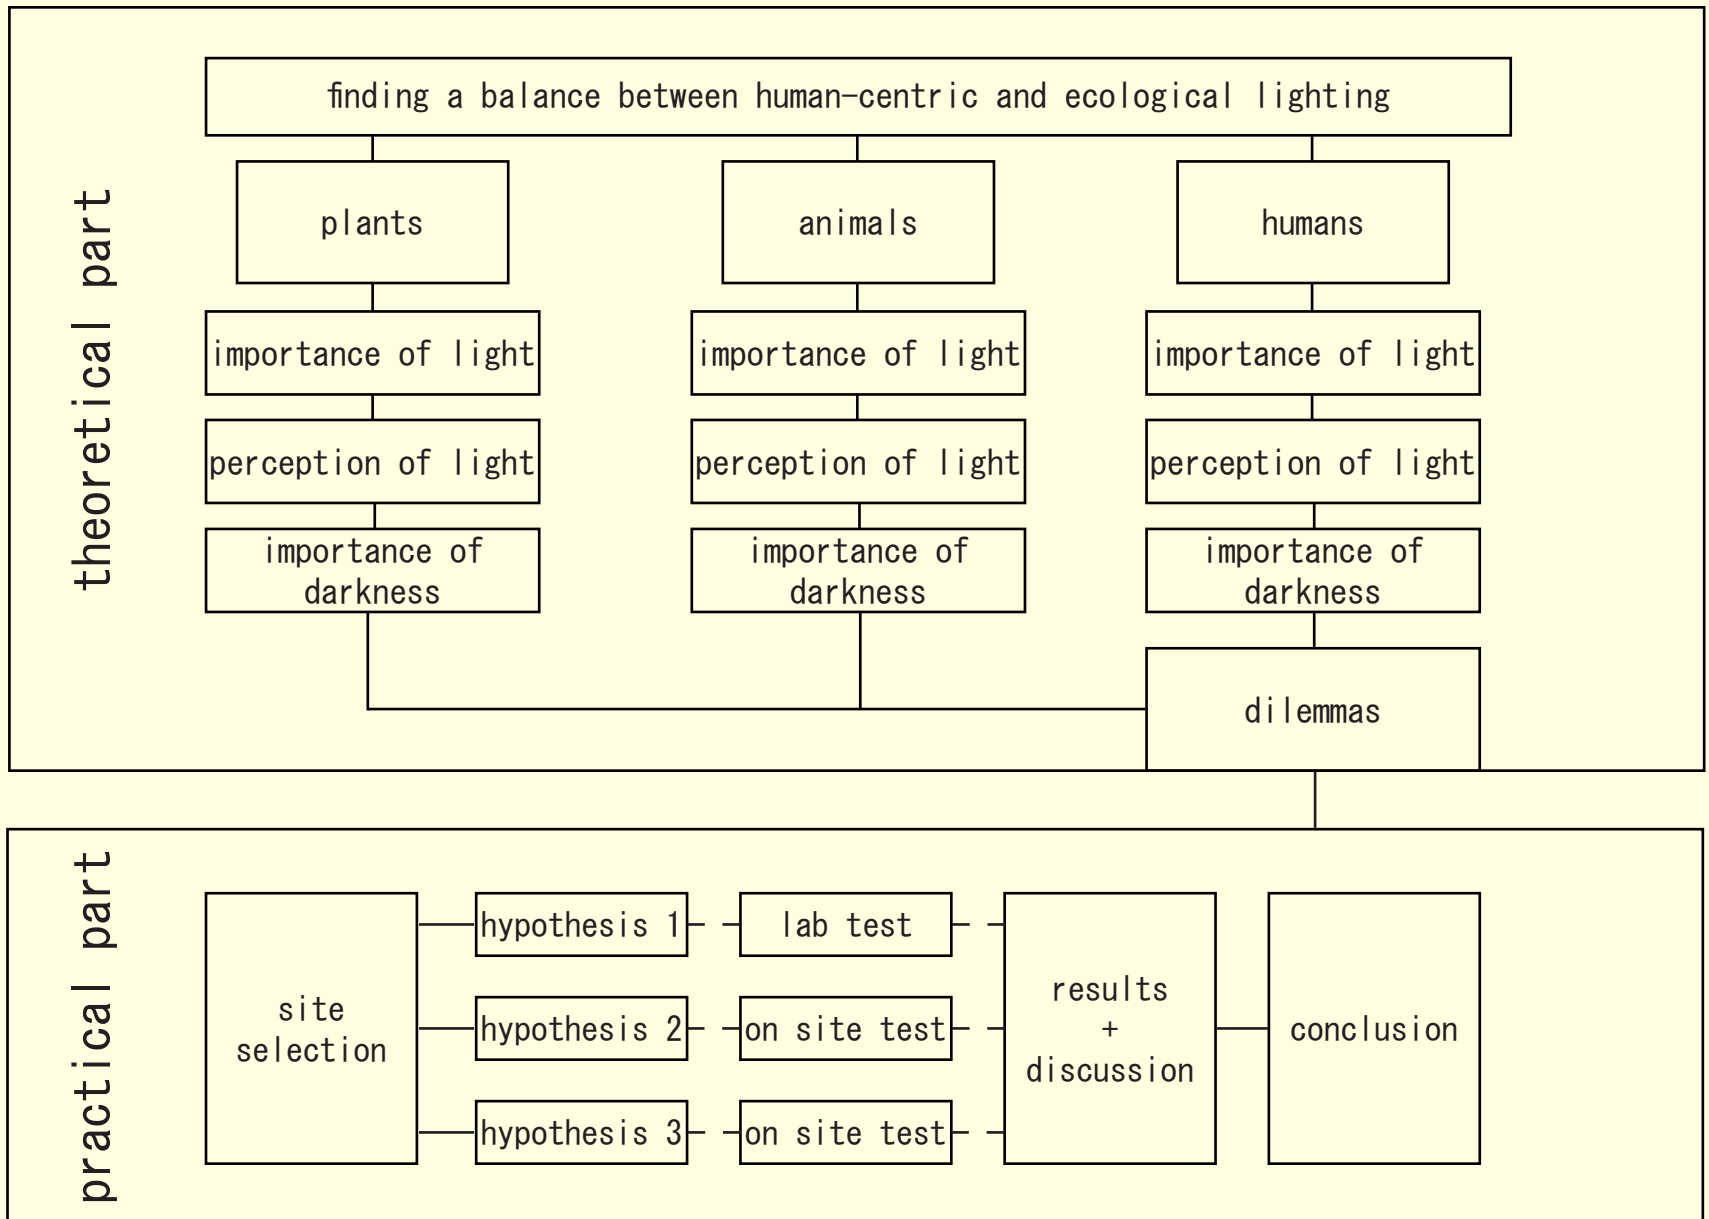 theoretical part
finding a balance between human-centric and ecological lighting
plants
animals
humans
importance of light
importance of light
importance of light
perception of light
perception of light
perception of light
importance of
darkness
importance of
darkness
importance of
darkness
dilemmas
practical part
site
selection
hypothesis 1
lab test
hypothesis 2
on site test
hypothesis 3
on site test
results
+
discussion
conclusion